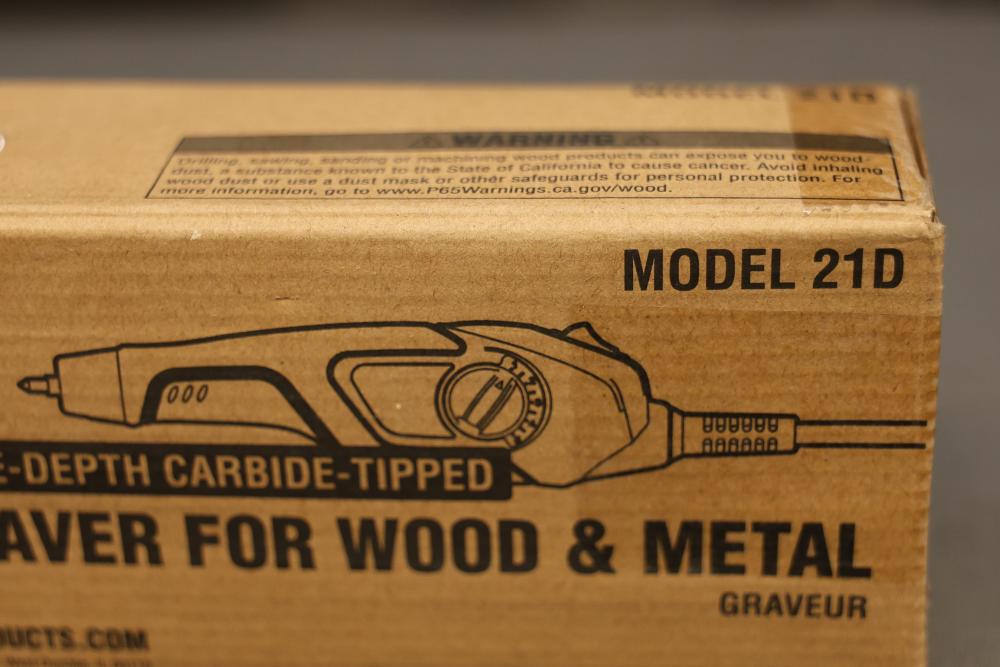 21D
WARNING
Drilling, sawing, sanding or machining wood products can expose you to wood
dust, a substance known to the State of California to cause cancer. Avoid inhaling
wood dust or use a dust mask or other safeguards for personal protection. For
more information, go to www.P65Warnings.ca.gov/wood.
MODEL 21D
E-DEPTH CARBIDE-TIPPED
AVER FOR WOOD & METAL
GRAVEUR
DUCTS.COM